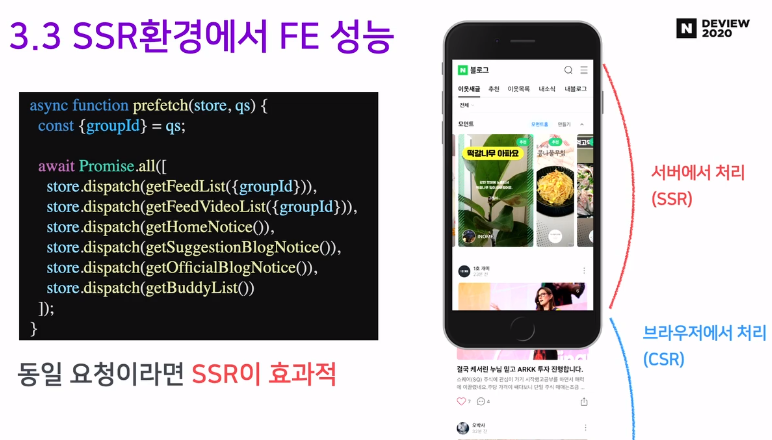 3.3 SSR환경에서 FE 성능
N DEVIEW
2020
async function prefetch(store, qs) {
const {groupId} = qs;
await Promise.all([
store.dispatch(getFeedList({groupId})),
store.dispatch(getFeedVideoList({groupId})),
store.dispatch(getHomeNotice()),
store.dispatch(getSuggestionBlogNotice()),
store.dispatch(getOfficialBlogNotice()),
store.dispatch(getBuddyList())
]);
}
동일 요청이라면 SSR이 효과적
N 블로그
이웃새글 추천 이웃목록 내소식 내블로그
전체
모먼트
만들기
떡갈나무 아파요
콩나물무침
결국 캐서린 누님 믿고 ARKK 투자 진행합니다.
서버에서 처리
(SSR)
브라우저에서 처리
(CSR)